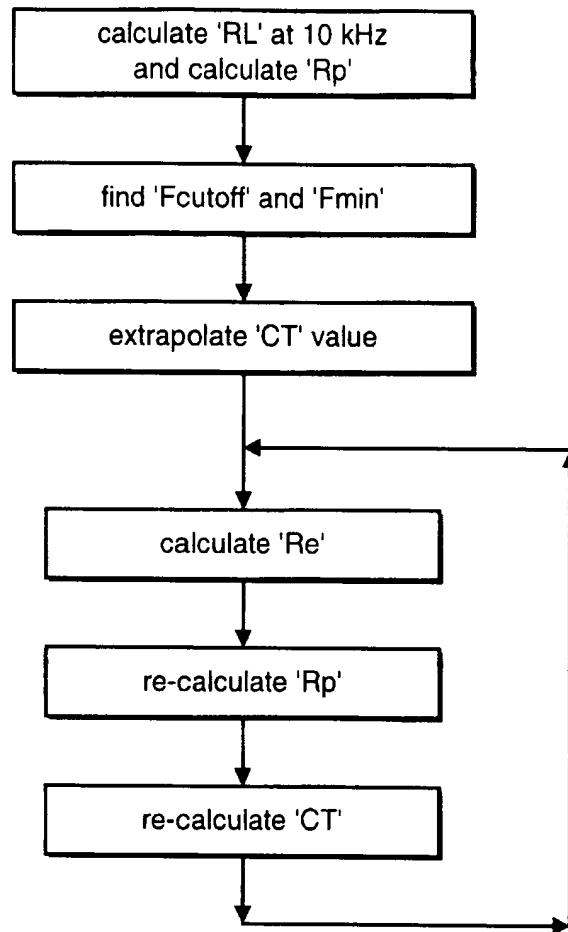 calculate 'RL' at 10 kHz
and calculate 'Rp'
find 'Fcutoff' and 'Fmin'
extrapolate 'CT' value
calculate 'Re'
re-calculate 'Rp'
re-calculate 'CT'